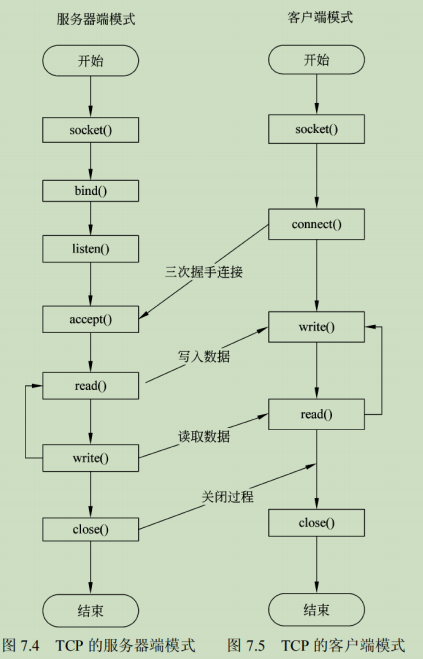 服务器端模式
客户端模式
开始
开始
socket()
socket()
bind()
connect()
listen()
三次握手连接
accept()
write()
写入数据
read()
read()
读取数据
write()
关闭过程
close()
close()
结束
结束
图 7.4 TCP 的服务器端模式
图 7.5 TCP 的客户端模式